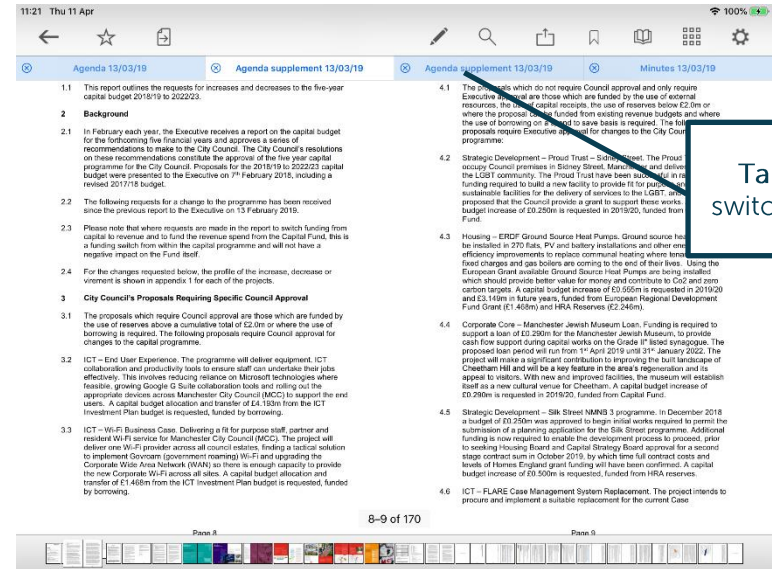 11:21 Thu 11 Apr
100%
Agenda 13/03/19
Agenda supplement 13/03/19
Agenda supplement 13/03/19
Minutes 13/03/19
1.1 This report outlines the requests for increases and decreases to the five-year
capital budget 2018/19 to 2022/23.
2 Background
2.1 In February each year, the Executive receives a report on the capital budget
for the forthcoming five financial years and approves a series of
recommendations to make to the City Council. The City Council's resolutions
on these recommendations constitute the approval of the five year capital
programme for the City Council. Proposals for the 2018/19 to 2022/23 capital
budget were presented to the Executive on 7th February 2018, including a
revised 2017/18 budget.
2.2 The following requests for a change to the programme has been received
since the previous report to the Executive on 13 February 2019.
2.3 Please note that where requests are made in the report to switch funding from
capital to revenue and to fund the revenue spend from the Capital Fund, this is
a funding switch from within the capital programme and will not have a
negative impact on the Fund itself.
2.4 For the changes requested below, the profile of the increase, decrease or
virement is shown in appendix 1 for each of the projects.
3 City Council's Proposals Requiring Specific Council Approval
3.1 The proposals which require Council approval are those which are funded by
the use of reserves above a cumulative total of £2.0m or where the use of
borrowing is required. The following proposals require Council approval for
changes to the capital programme.
3.2 ICT – End User Experience. The programme will deliver equipment. ICT
collaboration and productivity tools to ensure staff can undertake their jobs
effectively. This involves reducing reliance on Microsoft technologies where
feasible, growing Google G Suite collaboration tools and rolling out the
appropriate devices across Manchester City Council (MCC) to support the end
users. A capital budget allocation and transfer of £4.193m from the ICT
Investment Plan budget is requested, funded by borrowing.
3.3 ICT – Wi-Fi Business Case. Delivering a fit for purpose staff, partner and
resident Wi-Fi service for Manchester City Council (MCC). The project will
deliver one Wi-Fi provider across all council estates, finding a tactical solution
to implement Govroam (government roaming) Wi-Fi and upgrading the
Corporate Wide Area Network (WAN) so there is enough capacity to provide
the new Corporate Wi-Fi across all sites. A capital budget allocation and
transfer of £1.468m from the ICT Investment Plan budget is requested, funded
by borrowing.
Page 8
4.1 The proposals which do not require Council approval and only require
Executive approval are those which are funded by the use of external
resources, the use of capital receipts, the use of reserves below £2.0m or
where the proposal can be funded from existing revenue budgets and where
the use of borrowing on a spend to save basis is required. The
proposals require Executive approval for changes to the City
programme:
4.2 Strategic Development – Proud Trust – Sidney Street. The Proud
occupy Council premises in Sidney Street, Manchester and
the LGBT community. The Proud Trust have been successful in
funding required to build a new facility to provide fit for purpose
sustainable facilities for the delivery of services to the LGBT,
proposed that the Council provide a grant to support these works.
budget increase of £0.250m is requested in 2019/20, funded from
Fund.
4.3 Housing – ERDF Ground Source Heat Pumps. Ground source
be installed in 270 flats, PV and battery installations and other
efficiency improvements to replace communal heating where
fixed charges and gas boilers are coming to the end of their lives. Using the
European Grant available Ground Source Heat Pumps are being installed
which should provide better value for money and contribute to Co2 and zero
carbon targets. A capital budget increase of £0.555m is requested in 2019/20
and £3.149m in future years, funded from European Regional Development
Fund Grant (£1.468m) and HRA Reserves (£2.246m).
4.4 Corporate Core – Manchester Jewish Museum Loan. Funding is required to
support a loan of £0.290m for the Manchester Jewish Museum, to provide
cash flow support during capital works on the Grade II* listed synagogue. The
proposed loan period will run from 1st April 2019 until 31st January 2022. The
project will make a significant contribution to improving the built landscape of
Cheetham Hill and will be a key feature in the area's regeneration and its
appeal to visitors. With new and improved facilities, the museum will establish
itself as a new cultural venue for Cheetham. A capital budget increase of
£0.290m is requested in 2019/20, funded from Capital Fund.
4.5 Strategic Development – Silk Street NMNB 3 programme. In December 2018
a budget of £0.250m was approved to begin initial works required to permit the
submission of a planning application for the Silk Street programme. Additional
funding is now required to enable the development process to proceed, prior
to seeking Housing Board and Capital Strategy Board approval for a second
stage contract sum in October 2019, by which time full contract costs and
levels of Homes England grant funding will have been confirmed. A capital
budget increase of £0.500m is requested, funded from HRA reserves.
4.6 ICT – FLARE Case Management System Replacement. The project intends to
procure and implement a suitable replacement for the current Case
Page 9
Ta
switc
8–9 of 170